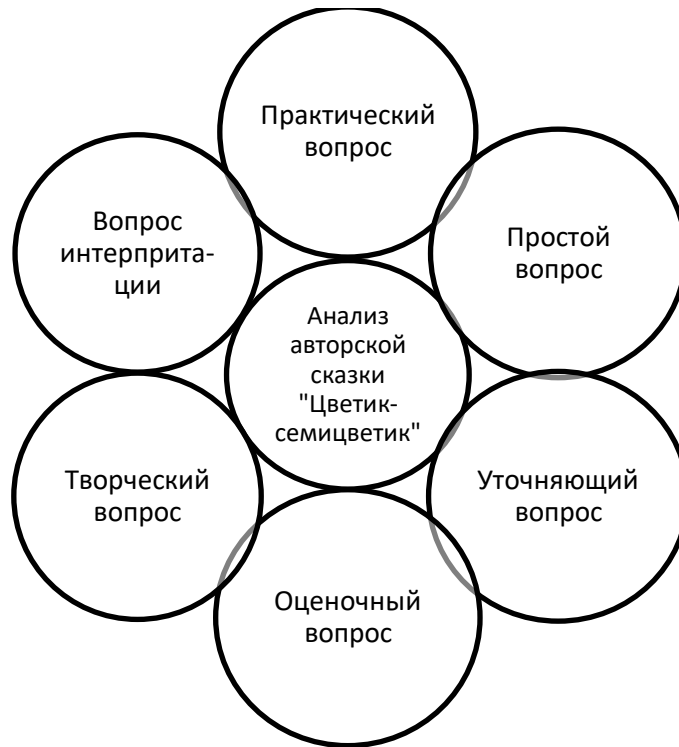 Практический
вопрос
Вопрос
интерприта-
ции
Простой
вопрос
Анализ
авторской
сказки
"Цветик-
семицветик"
Творческий
вопрос
Уточняющий
вопрос
Оценочный
вопрос